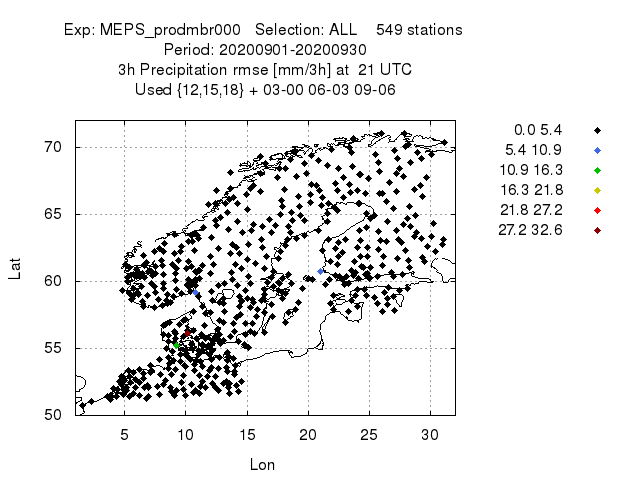 Exp: MEPS_prodmbr000 Selection: ALL 549 stations
Period: 20200901-20200930
3h Precipitation rmse [mm/3h] at 21 UTC
Used {12,15,18} + 03-00 06-03 09-06
0.0 5.4
5.4 10.9
10.9 16.3
16.3 21.8
21.8 27.2
27.2 32.6
70
65
60
55
50
Lat
5 10 15 20 25 30
Lon